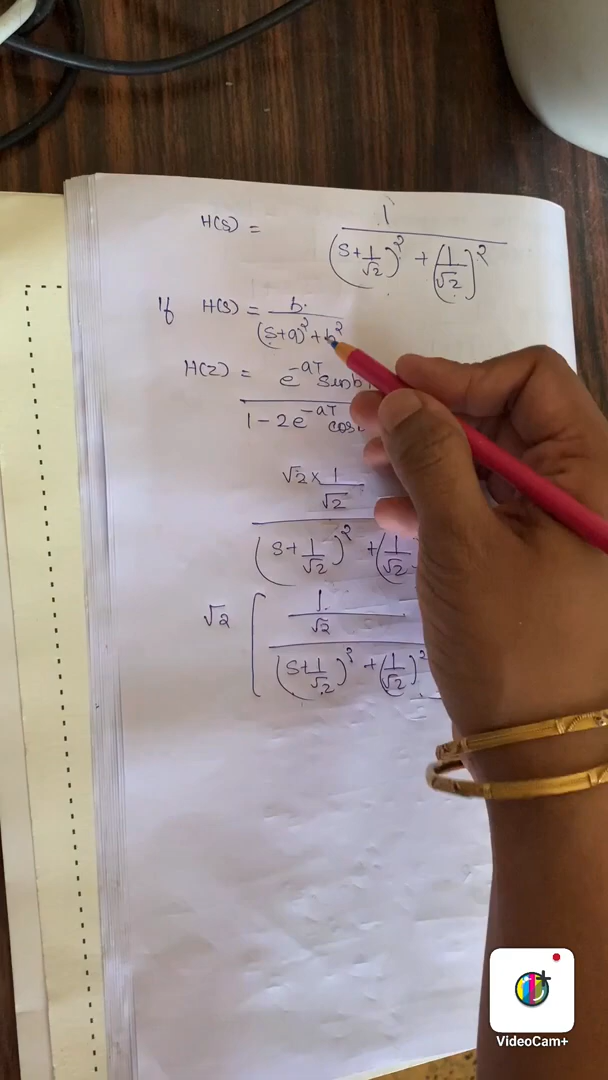 H(s) = 1 / (s+1/√2)² + (1/√2)²
If H(s) = b / (s+a)² + b²
H(z) = e^-aT sin b / 1 - 2e^-aT cos
√2 × 1/√2 / (s+1/√2)² + (1/√2)
√2 [ 1/√2 / (s+1/√2)² + (1/√2)²
VideoCam+